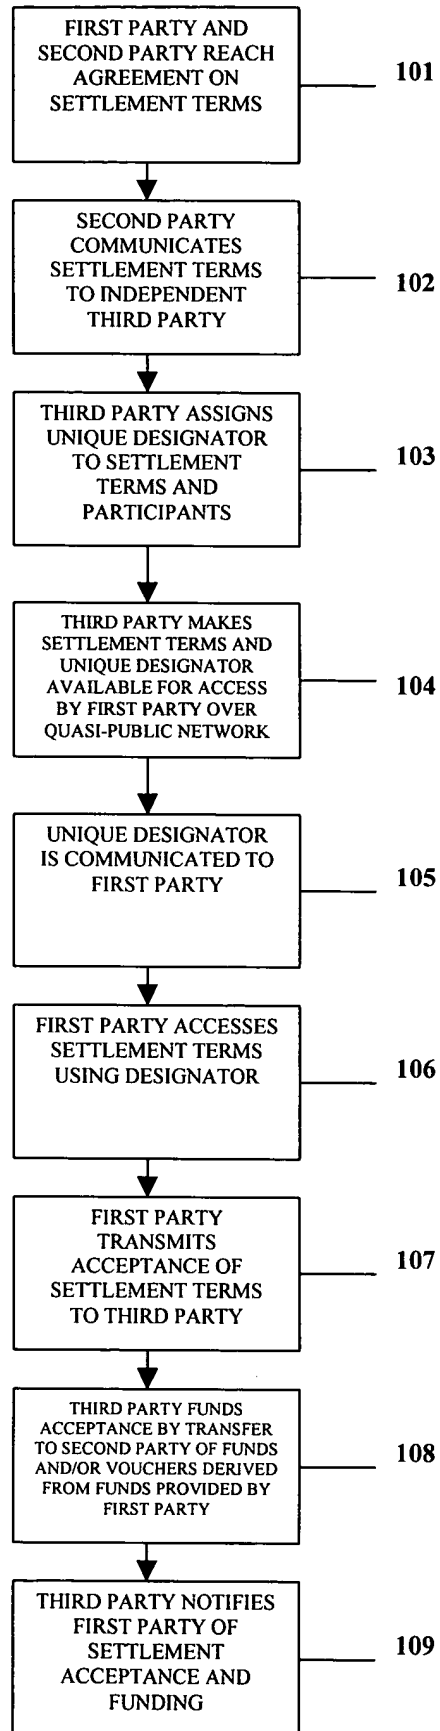 FIRST PARTY AND
SECOND PARTY REACH
AGREEMENT ON
SETTLEMENT TERMS
101
SECOND PARTY
COMMUNICATES
SETTLEMENT TERMS
TO INDEPENDENT
THIRD PARTY
102
THIRD PARTY ASSIGNS
UNIQUE DESIGNATOR
TO SETTLEMENT
TERMS AND
PARTICIPANTS
103
THIRD PARTY MAKES
SETTLEMENT TERMS AND
UNIQUE DESIGNATOR
AVAILABLE FOR ACCESS
BY FIRST PARTY OVER
QUASI-PUBLIC NETWORK
104
UNIQUE DESIGNATOR
IS COMMUNICATED TO
FIRST PARTY
105
FIRST PARTY ACCESSES
SETTLEMENT TERMS
USING DESIGNATOR
106
FIRST PARTY
TRANSMITS
ACCEPTANCE OF
SETTLEMENT TERMS
TO THIRD PARTY
107
THIRD PARTY FUNDS
ACCEPTANCE BY TRANSFER
TO SECOND PARTY OF FUNDS
AND/OR VOUCHERS DERIVED
FROM FUNDS PROVIDED BY
FIRST PARTY
108
THIRD PARTY NOTIFIES
FIRST PARTY OF
SETTLEMENT
ACCEPTANCE AND
FUNDING
109